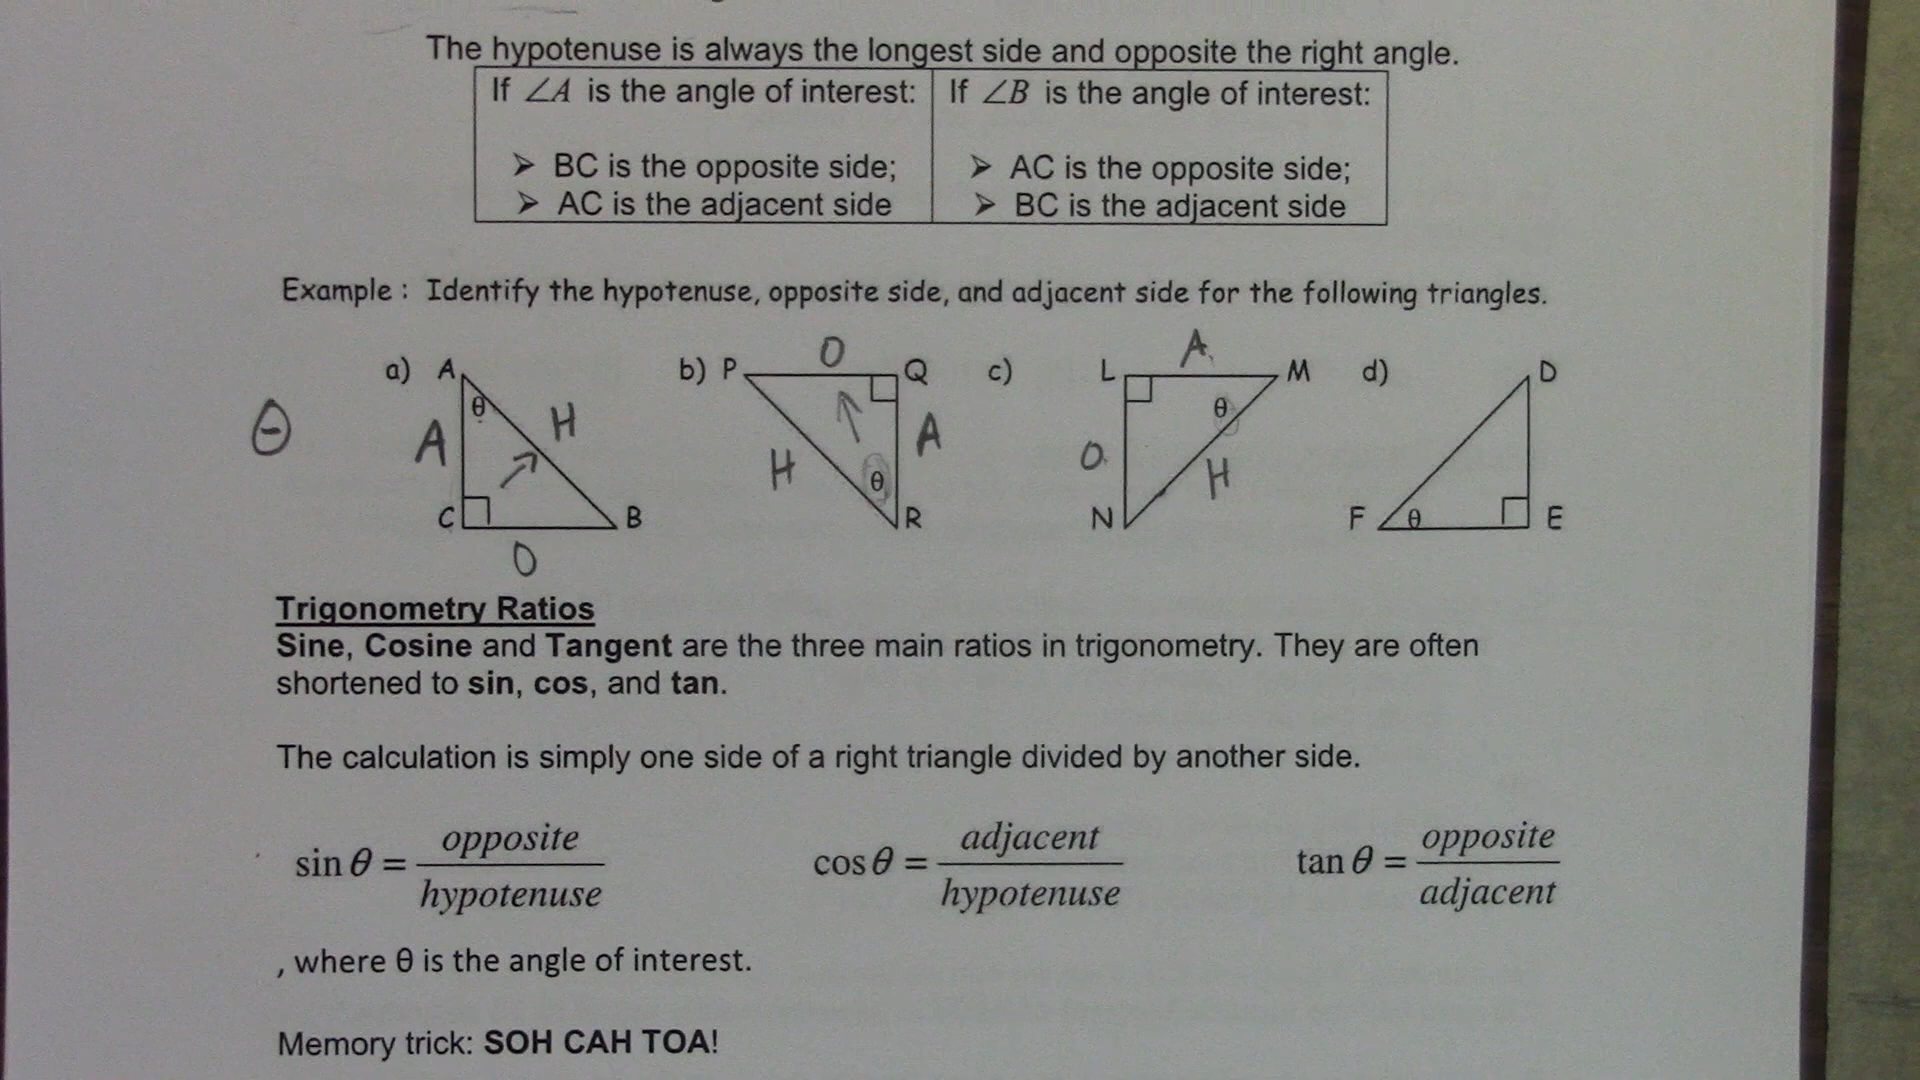 The hypotenuse is always the longest side and opposite the right angle.
If ∠A is the angle of interest:
➢ BC is the opposite side;
➢ AC is the adjacent side
If ∠B is the angle of interest:
➢ AC is the opposite side;
➢ BC is the adjacent side
Example : Identify the hypotenuse, opposite side, and adjacent side for the following triangles.
θ
a) A θ A H C B O
b) P O Q A H θ R
c) L A M θ O H N
d) D F θ E
Trigonometry Ratios
Sine, Cosine and Tangent are the three main ratios in trigonometry. They are often
shortened to sin, cos, and tan.
The calculation is simply one side of a right triangle divided by another side.
sin θ = opposite / hypotenuse
cos θ = adjacent / hypotenuse
tan θ = opposite / adjacent
, where θ is the angle of interest.
Memory trick: SOH CAH TOA!